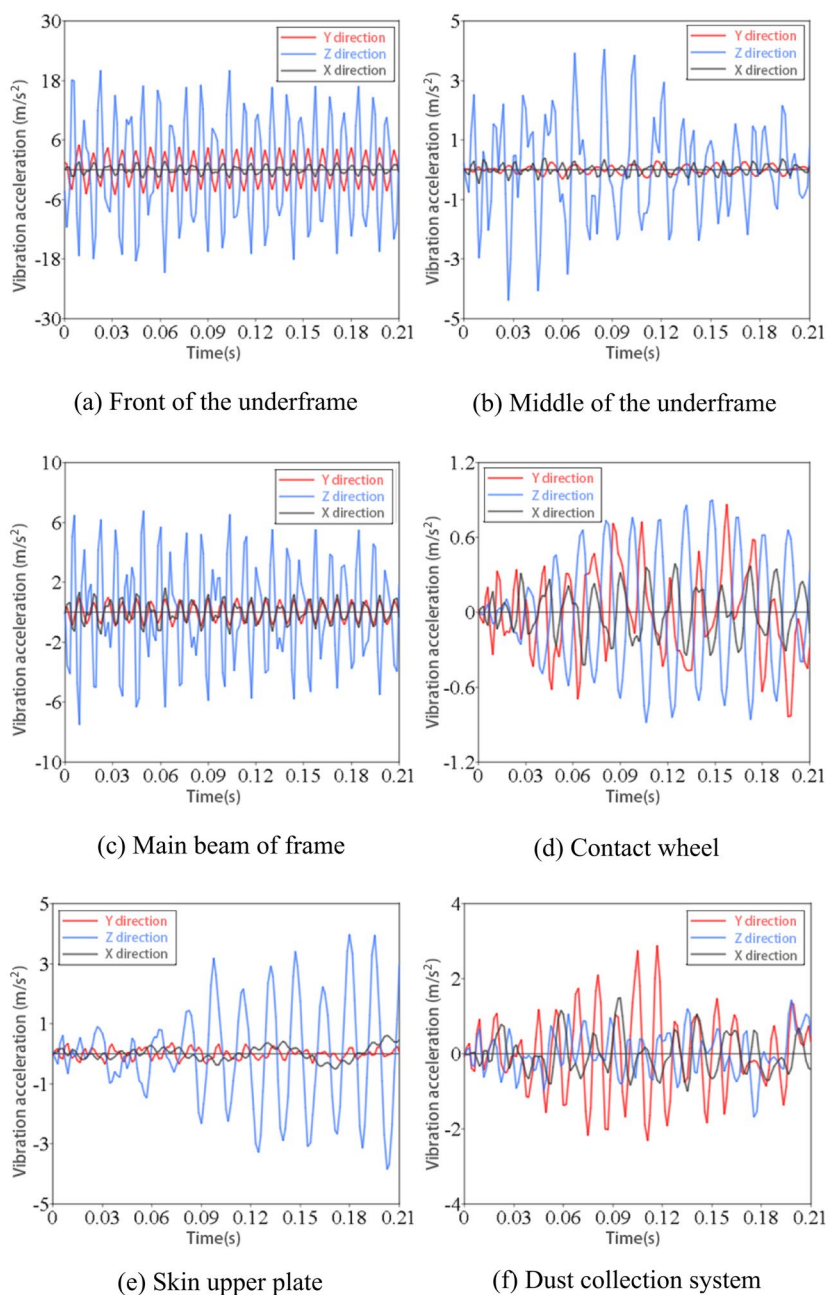 30
18
6
-6
-18
-30
Vibration acceleration (m/s²)
Y direction
Z direction
X direction
0 0.03 0.06 0.09 0.12 0.15 0.18 0.21
Time(s)
(a) Front of the underframe
5
3
1
-1
-3
-5
Vibration acceleration (m/s²)
Y direction
Z direction
X direction
0 0.03 0.06 0.09 0.12 0.15 0.18 0.21
Time(s)
(b) Middle of the underframe
10
6
2
-2
-6
-10
Vibration acceleration (m/s²)
Y direction
Z direction
X direction
0 0.03 0.06 0.09 0.12 0.15 0.18 0.21
Time(s)
(c) Main beam of frame
1.2
0.6
0
-0.6
-1.2
Vibration acceleration (m/s²)
Y direction
Z direction
X direction
0 0.03 0.06 0.09 0.12 0.15 0.18 0.21
Time(s)
(d) Contact wheel
5
3
1
-1
-3
-5
Vibration acceleration (m/s²)
Y direction
Z direction
X direction
0 0.03 0.06 0.09 0.12 0.15 0.18 0.21
Time(s)
(e) Skin upper plate
4
2
0
-2
-4
Vibration acceleration (m/s²)
Y direction
Z direction
X direction
0 0.03 0.06 0.09 0.12 0.15 0.18 0.21
Time(s)
(f) Dust collection system